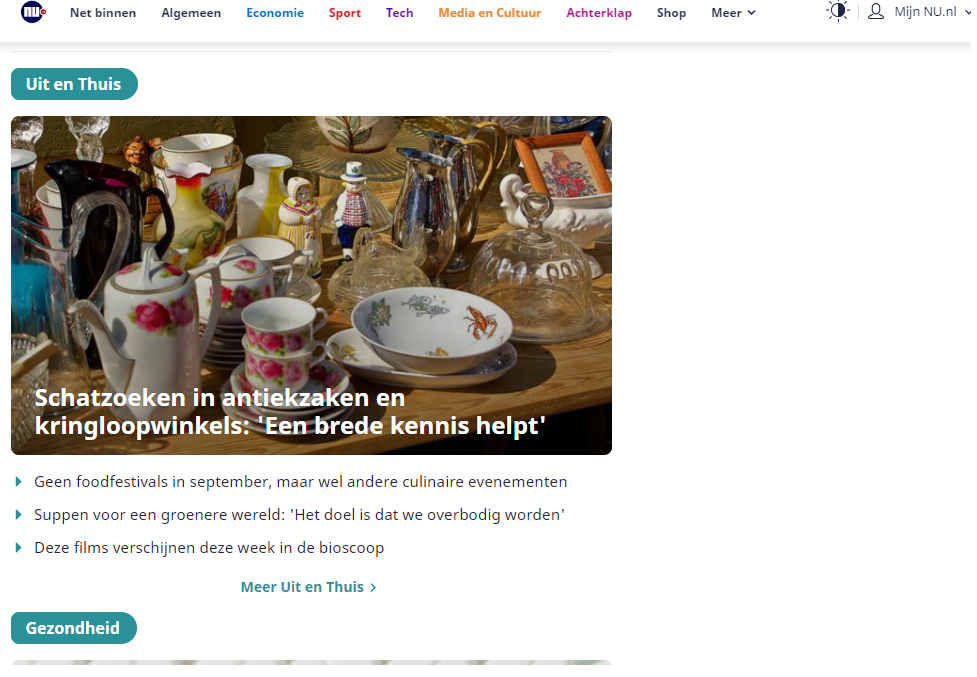 nu
Net binnen
Algemeen
Economie
Sport
Tech
Media en Cultuur
Achterklap
Shop
Meer
Mijn NU.nl
Uit en Thuis
Schatzoeken in antiekzaken en
kringloopwinkels: 'Een brede kennis helpt'
Geen foodfestivals in september, maar wel andere culinaire evenementen
Suppen voor een groenere wereld: 'Het doel is dat we overbodig worden'
Deze films verschijnen deze week in de bioscoop
Meer Uit en Thuis
Gezondheid